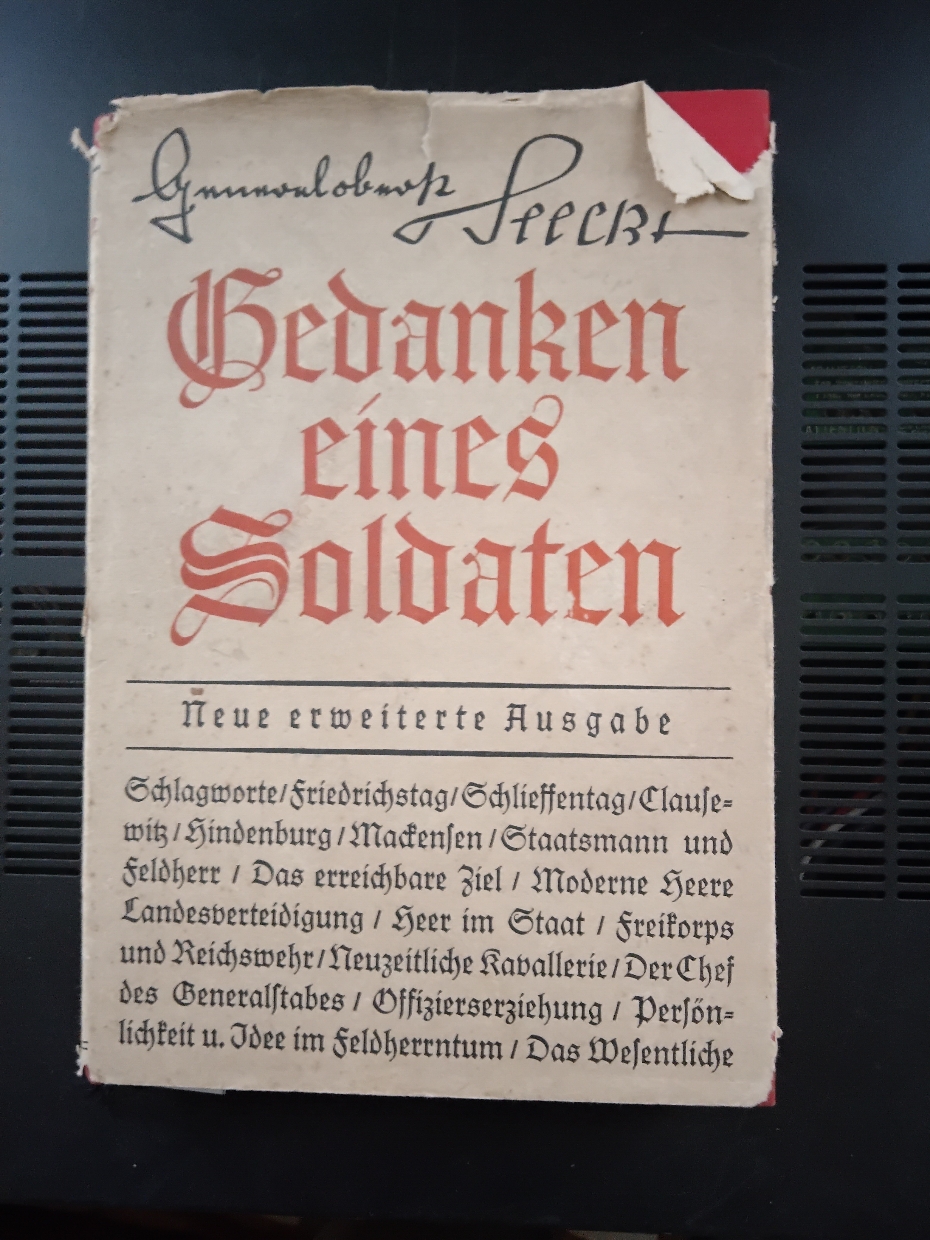 Generaloberst Seeckt
Gedanken
eines
Soldaten
Neue erweiterte Ausgabe
Schlagworte/Friedrichstag/Schlieffentag/Clauſe-
witz/Hindenburg/Mackenſen/Staatsmann und
Feldherr / Das erreichbare Ziel / Moderne Heere
Landesverteidigung / Heer im Staat / Freikorps
und Reichswehr/Neuzeitliche Kavallerie/Der Chef
des Generalſtabes / Offizierserziehung / Perſön-
lichkeit u. Idee im Feldherrntum / Das Weſentliche